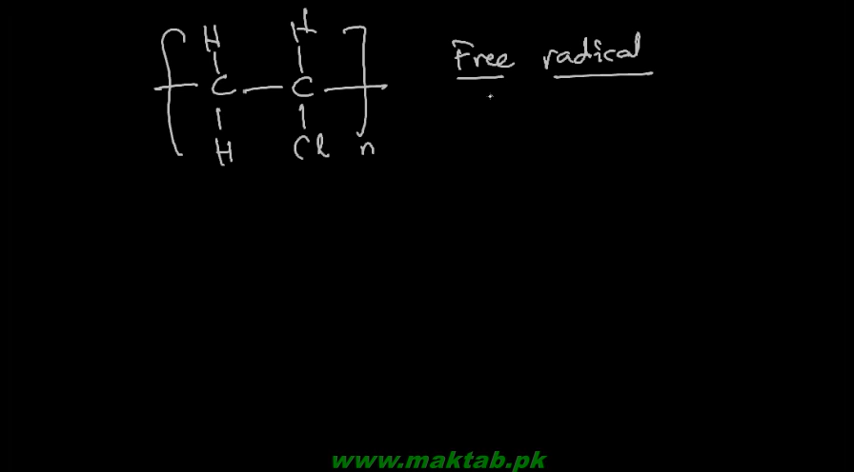 H H
C — C
H Cl n
Free radical
www.maktab.pk